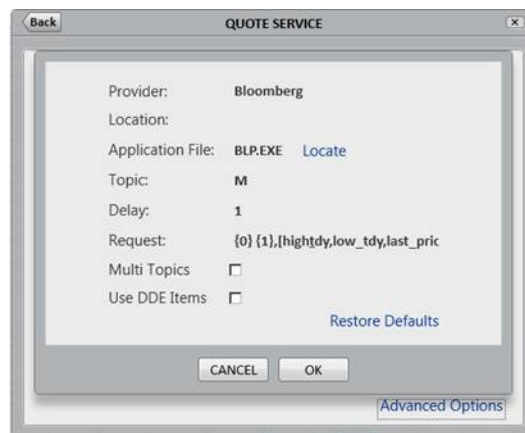 Back QUOTE SERVICE
Provider: Bloomberg
Location:
Application File: BLP.EXE Locate
Topic: M
Delay: 1
Request: {0} {1},[hightdy,low_tdy,last_pric
Multi Topics
Use DDE Items
Restore Defaults
CANCEL OK
Advanced Options